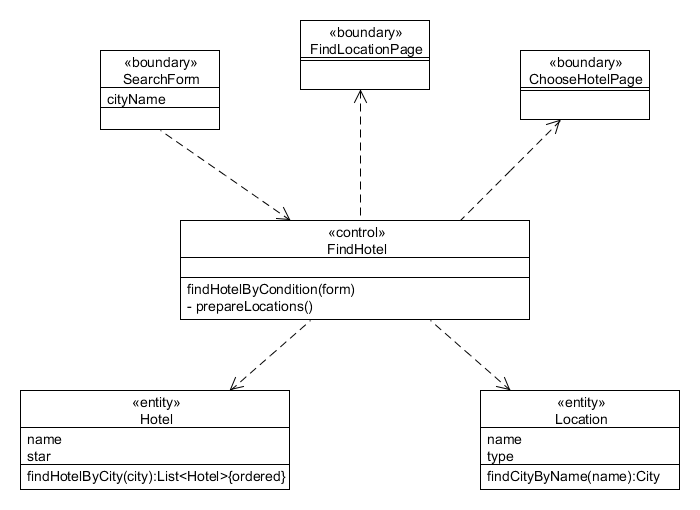 «boundary»
SearchForm
cityName
«boundary»
FindLocationPage
«boundary»
ChooseHotelPage
«control»
FindHotel
findHotelByCondition(form)
- prepareLocations()
«entity»
Hotel
name
star
findHotelByCity(city):List<Hotel>{ordered}
«entity»
Location
name
type
findCityByName(name):City